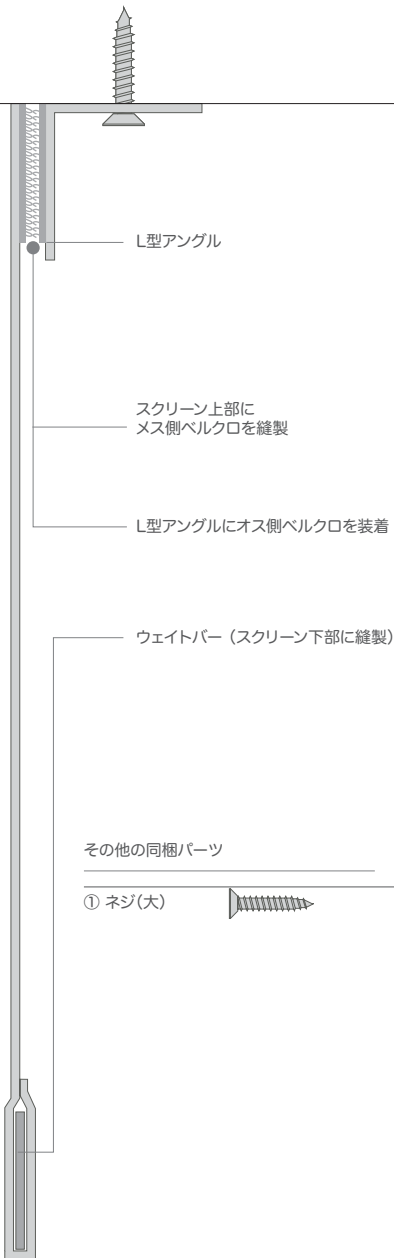 L型アングル
スクリーン上部に
メス側ベルクロを縫製
L型アングルにオス側ベルクロを装着
ウェイトバー（スクリーン下部に縫製）
その他の同梱パーツ
① ネジ（大）